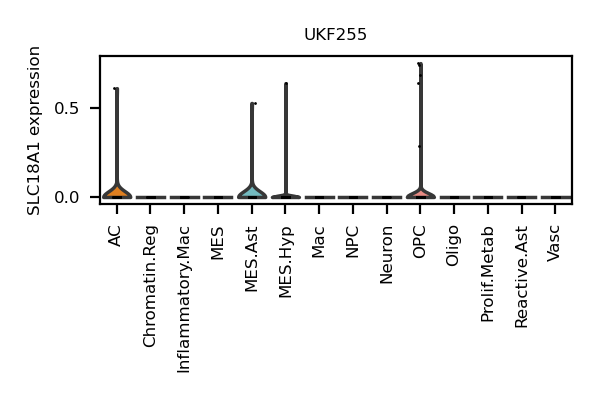 UKF255
SLC18A1 expression
0.5
0.0
AC
Chromatin.Reg
Inflammatory.Mac
MES
MES.Ast
MES.Hyp
Mac
NPC
Neuron
OPC
Oligo
Prolif.Metab
Reactive.Ast
Vasc